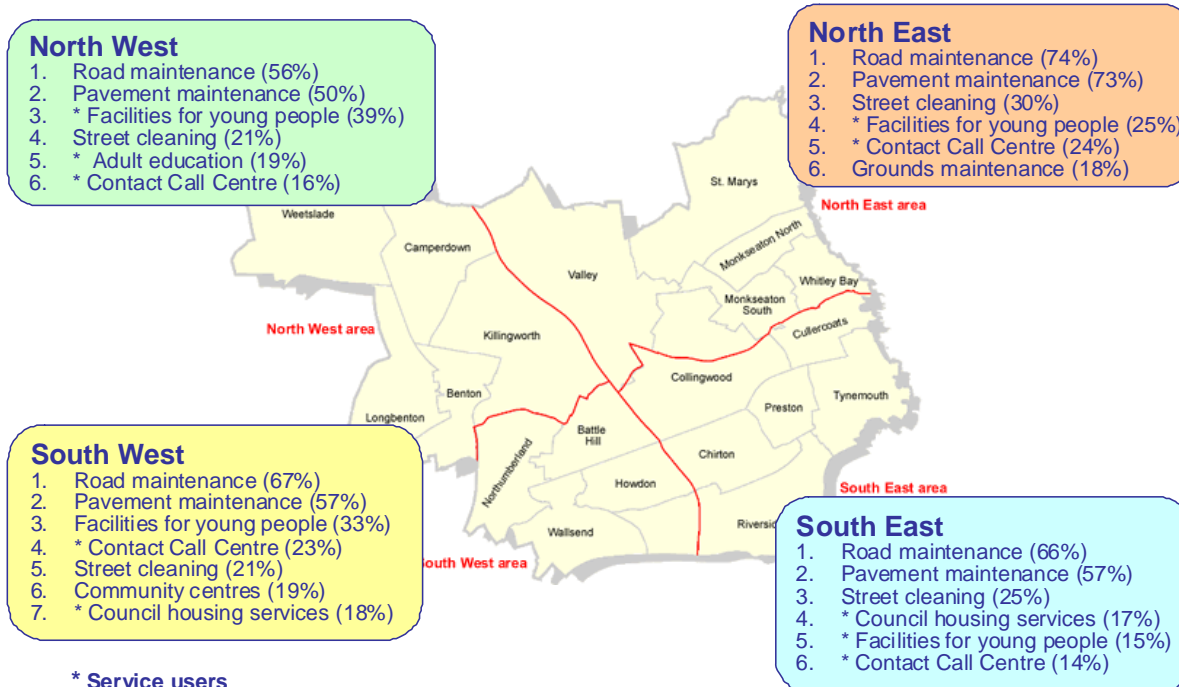 North West
1. Road maintenance (56%)
2. Pavement maintenance (50%)
3. * Facilities for young people (39%)
4. Street cleaning (21%)
5. * Adult education (19%)
6. * Contact Call Centre (16%)
North East
1. Road maintenance (74%)
2. Pavement maintenance (73%)
3. Street cleaning (30%)
4. * Facilities for young people (25%)
5. * Contact Call Centre (24%)
6. Grounds maintenance (18%)
St. Marys
North East area
Weetslade
Camperdown
Monkseaton North
Valley
Whitley Bay
Monkseaton
South
Cullercoats
North West area
Killingworth
Collingwood
Benton
Preston
Tynemouth
Longbenton
Battle
Hill
Northumberland
Chirton
Howdon
South East area
Wallsend
Riversid
South West area
South West
1. Road maintenance (67%)
2. Pavement maintenance (57%)
3. Facilities for young people (33%)
4. * Contact Call Centre (23%)
5. Street cleaning (21%)
6. Community centres (19%)
7. * Council housing services (18%)
South East
1. Road maintenance (66%)
2. Pavement maintenance (57%)
3. Street cleaning (25%)
4. * Council housing services (17%)
5. * Facilities for young people (15%)
6. * Contact Call Centre (14%)
* Service users